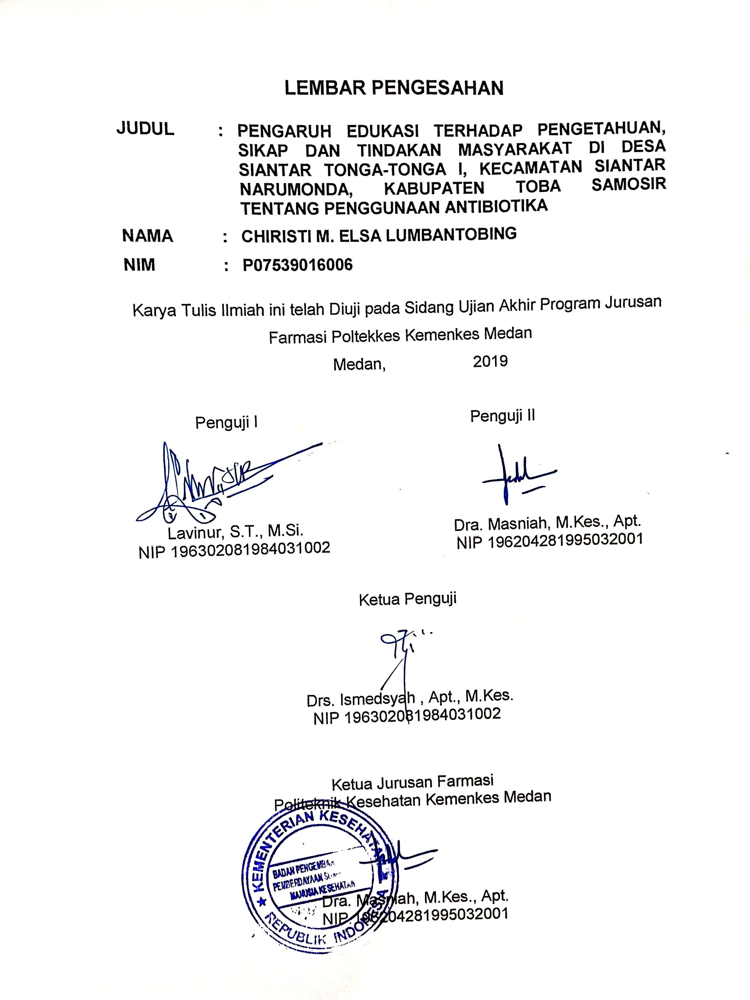 LEMBAR PENGESAHAN
JUDUL : PENGARUH EDUKASI TERHADAP PENGETAHUAN,
SIKAP DAN TINDAKAN MASYARAKAT DI DESA
SIANTAR TONGA-TONGA I, KECAMATAN SIANTAR
NARUMONDA, KABUPATEN TOBA SAMOSIR
TENTANG PENGGUNAAN ANTIBIOTIKA
NAMA : CHIRISTI M. ELSA LUMBANTOBING
NIM : P07539016006
Karya Tulis Ilmiah ini telah Diuji pada Sidang Ujian Akhir Program Jurusan
Farmasi Poltekkes Kemenkes Medan
Medan, 2019
Penguji I Penguji II
Lavinur, S.T., M.Si. Dra. Masniah, M.Kes., Apt.
NIP 196302081984031002 NIP 196204281995032001
Ketua Penguji
Drs. Ismedsyah , Apt., M.Kes.
NIP 196302081984031002
Ketua Jurusan Farmasi
Politeknik Kesehatan Kemenkes Medan
KEMENTERIAN KESEHATAN
BADAN
PEMBERDAYAAN
MANUSIA KESEHATAN
REPUBLIK INDONESIA
Dra. Masniah, M.Kes., Apt.
NIP. 196204281995032001